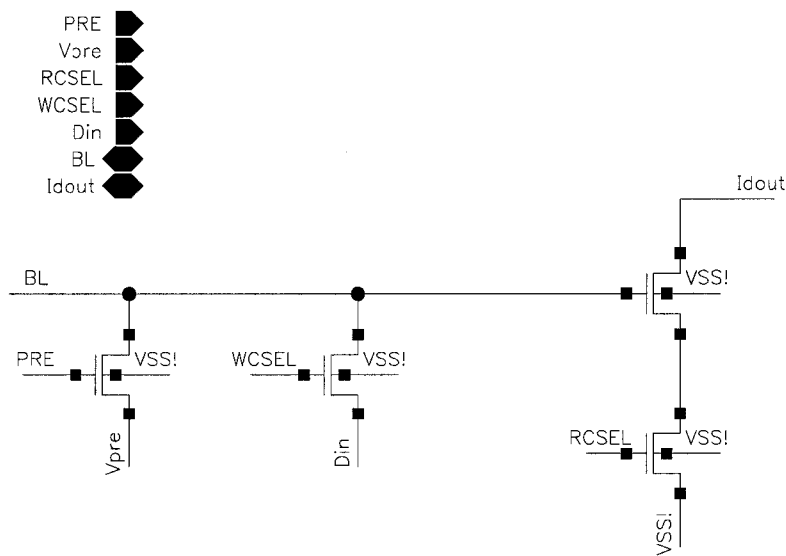 PRE
Vpre
RCSEL
WCSEL
Din
BL
Idout
Idout
BL
VSS!
PRE
VSS!
WCSEL
VSS!
RCSEL
VSS!
Vpre
Din
VSS!